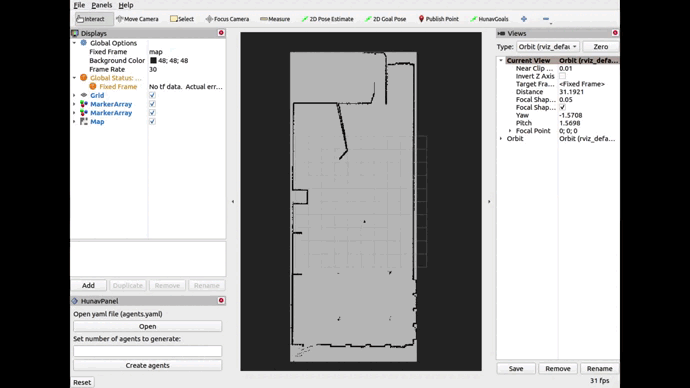 File Panels Help
Interact Move Camera Select Focus Camera Measure 2D Pose Estimate 2D Goal Pose Publish Point HunavGoals
Displays
Global Options
Fixed Frame map
Background Color 48; 48; 48
Frame Rate 30
Global Status: ...
Fixed Frame No tf data. Actual err...
Grid
MarkerArray
MarkerArray
Map
Add Duplicate Remove Rename
HunavPanel
Open yaml file (agents.yaml)
Open
Set number of agents to generate:
Create agents
Reset
Views
Type: Orbit (rviz_defau Zero
Current View Orbit (rviz_defa...
Near Clip ... 0.01
Invert Z Axis
Target Fra... <Fixed Frame>
Distance 31.1921
Focal Shap... 0.05
Focal Shap...
Yaw -1.5708
Pitch 1.5698
Focal Point 0; 0; 0
Orbit Orbit (rviz_defa...
Save Remove Rename
31 fps